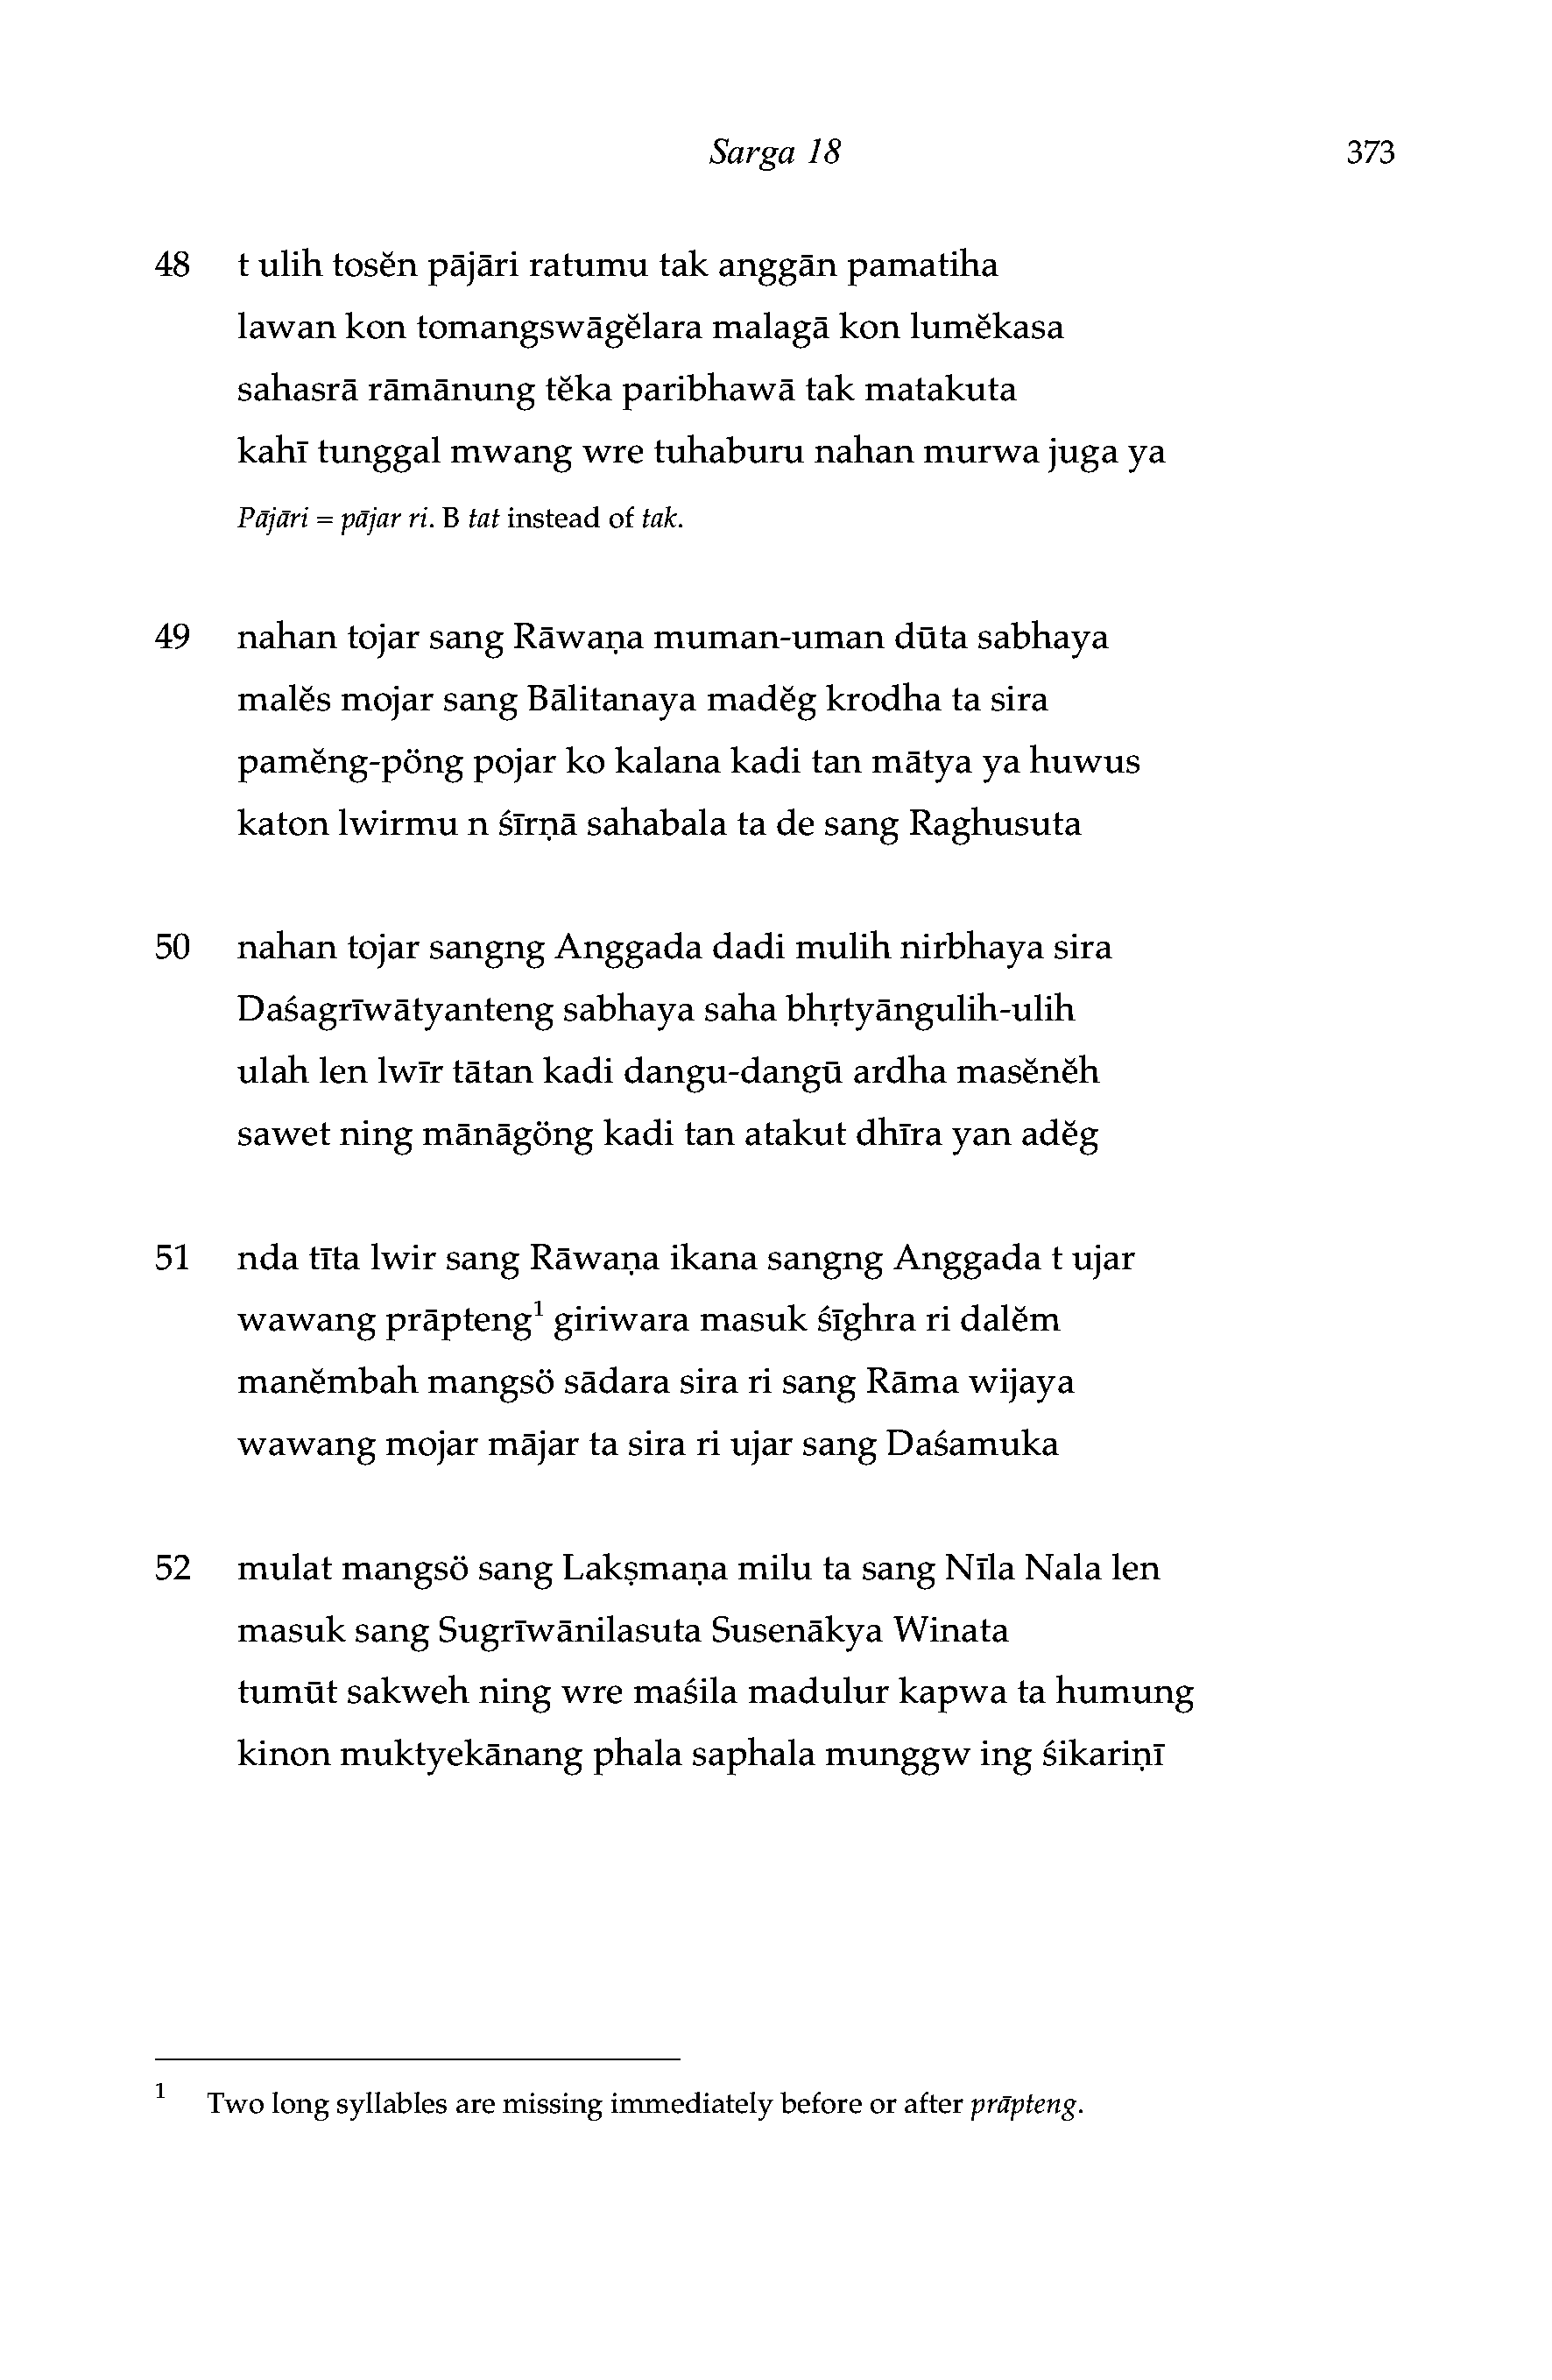 Sarga 18 373
48 t ulih tosĕn pājāri ratumu tak anggān pamatiha
lawan kon tomangswāgĕlara malagā kon lumĕkasa
sahasrā rāmānung tĕka paribhawā tak matakuta
kahī tunggal mwang wre tuhaburu nahan murwa juga ya
Pājāri = pājar ri. B tat instead of tak.
49 nahan tojar sang Rāwaṇa muman-uman dūta sabhaya
malĕs mojar sang Bālitanaya madĕg krodha ta sira
pamĕng-pöng pojar ko kalana kadi tan mātya ya huwus
katon lwirmu n śīrṇā sahabala ta de sang Raghusuta
50 nahan tojar sangng Anggada dadi mulih nirbhaya sira
Daśagrīwātyanteng sabhaya saha bhṛtyāngulih-ulih
ulah len lwīr tātan kadi dangu-dangū ardha masĕnĕh
sawet ning mānāgöng kadi tan atakut dhīra yan adĕg
51 nda tīta lwir sang Rāwaṇa ikana sangng Anggada t ujar
wawang prāpteng¹ giriwara masuk śīghra ri dalĕm
manĕmbah mangsö sādara sira ri sang Rāma wijaya
wawang mojar mājar ta sira ri ujar sang Daśamuka
52 mulat mangsö sang Lakṣmaṇa milu ta sang Nīla Nala len
masuk sang Sugrīwānilasuta Susenākya Winata
tumūt sakweh ning wre maśila madulur kapwa ta humung
kinon muktyekānang phala saphala munggw ing śikariṇī
¹ Two long syllables are missing immediately before or after prāpteng.